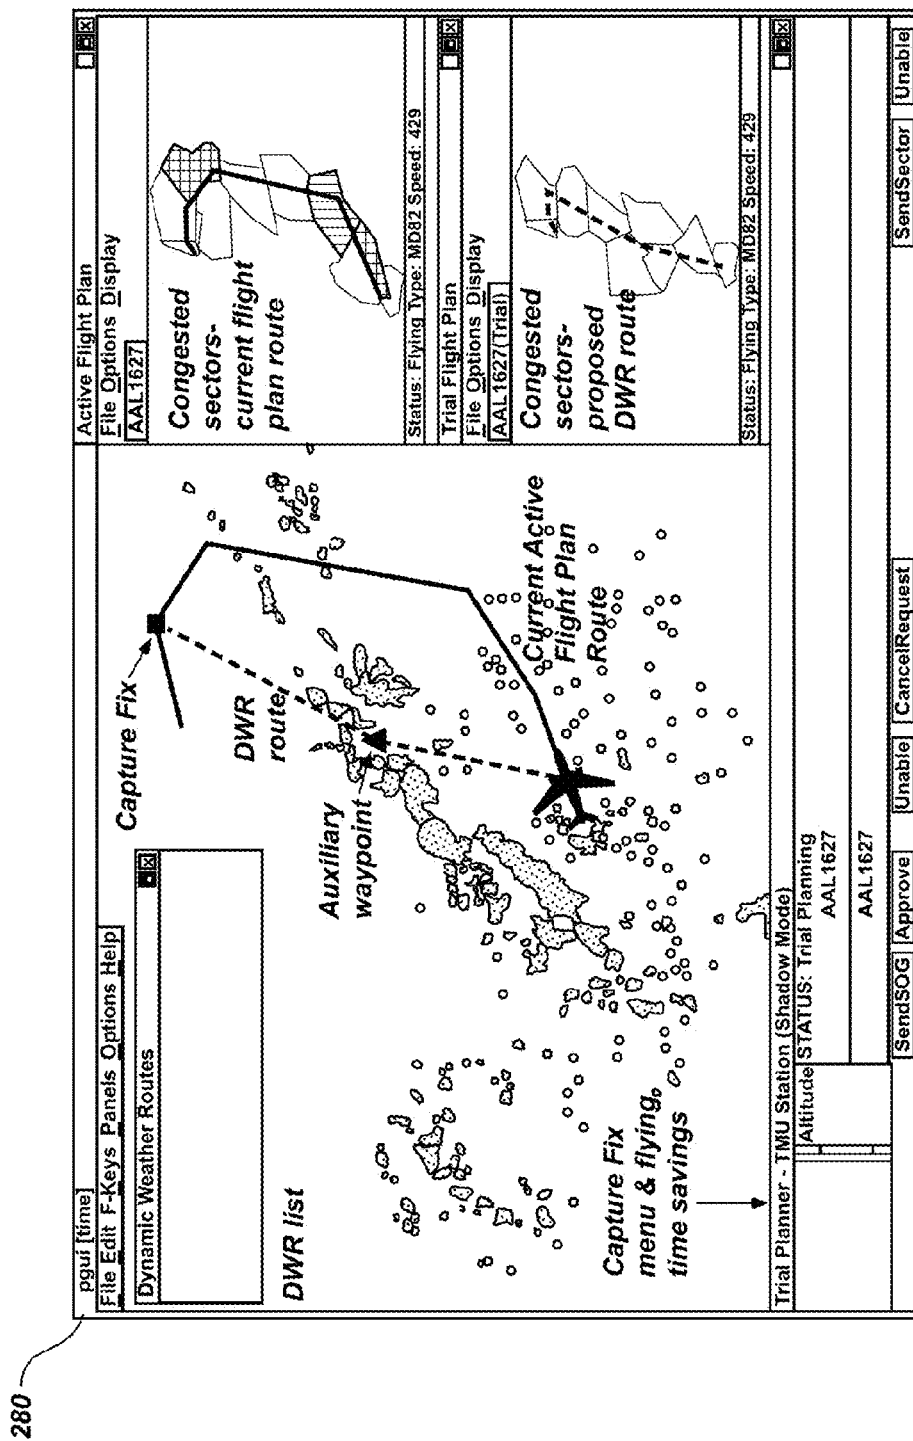 280
pgui [time]
File Edit F-Keys Panels Options Help
Dynamic Weather Routes
DWR list
Capture Fix
DWR
route
Auxiliary
waypoint
Current Active
Flight Plan
Route
Capture Fix
menu & flying
time savings
Active Flight Plan
File Options Display
AAL1627
Congested
sectors-
current flight
plan route
Status: Flying Type: MD82 Speed: 429
Trial Flight Plan
File Options Display
AAL1627(Trial)
Congested
sectors-
proposed
DWR route
Status: Flying Type: MD82 Speed: 429
Trial Planner - TMU Station (Shadow Mode)
Altitude
STATUS: Trial Planning
AAL1627
AAL1627
SendSOG Approve Unable CancelRequest SendSector Unable